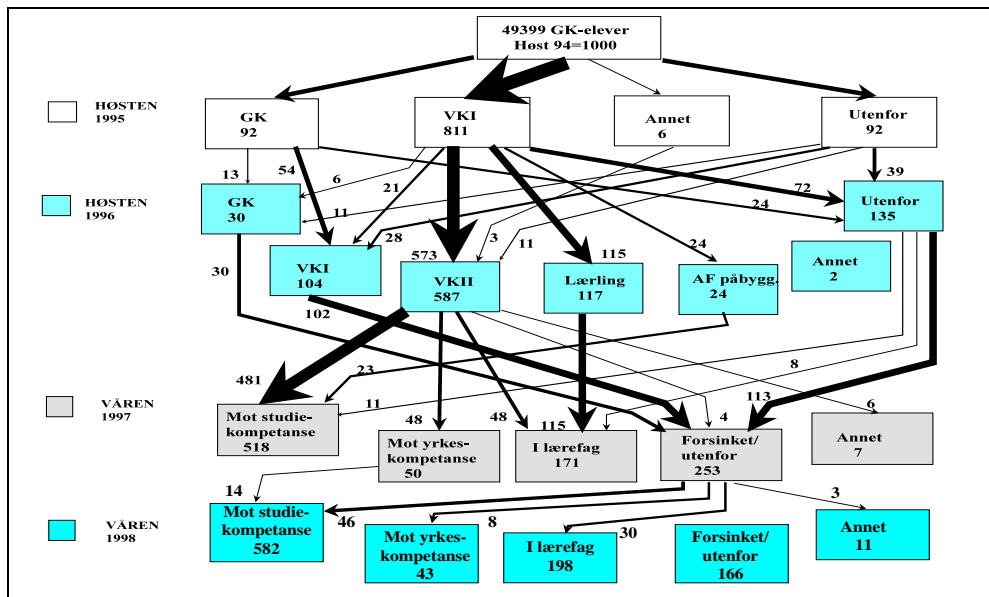 49399 GK-elever
Høst 94=1000
HØSTEN
1995
GK
92
VKI
811
Annet
6
Utenfor
92
13
54
6
21
72
39
HØSTEN
1996
GK
30
11
24
Utenfor
135
30
28
573
3
11
115
24
VKI
104
VKII
587
Lærling
117
AF påbygg.
24
Annet
2
102
481
23
11
8
113
6
VÅREN
1997
Mot studie-
kompetanse
518
48
48
115
4
Mot yrkes-
kompetanse
50
I lærefag
171
Forsinket/
utenfor
253
Annet
7
14
46
8
30
3
VÅREN
1998
Mot studie-
kompetanse
582
Mot yrkes-
kompetanse
43
I lærefag
198
Forsinket/
utenfor
166
Annet
11